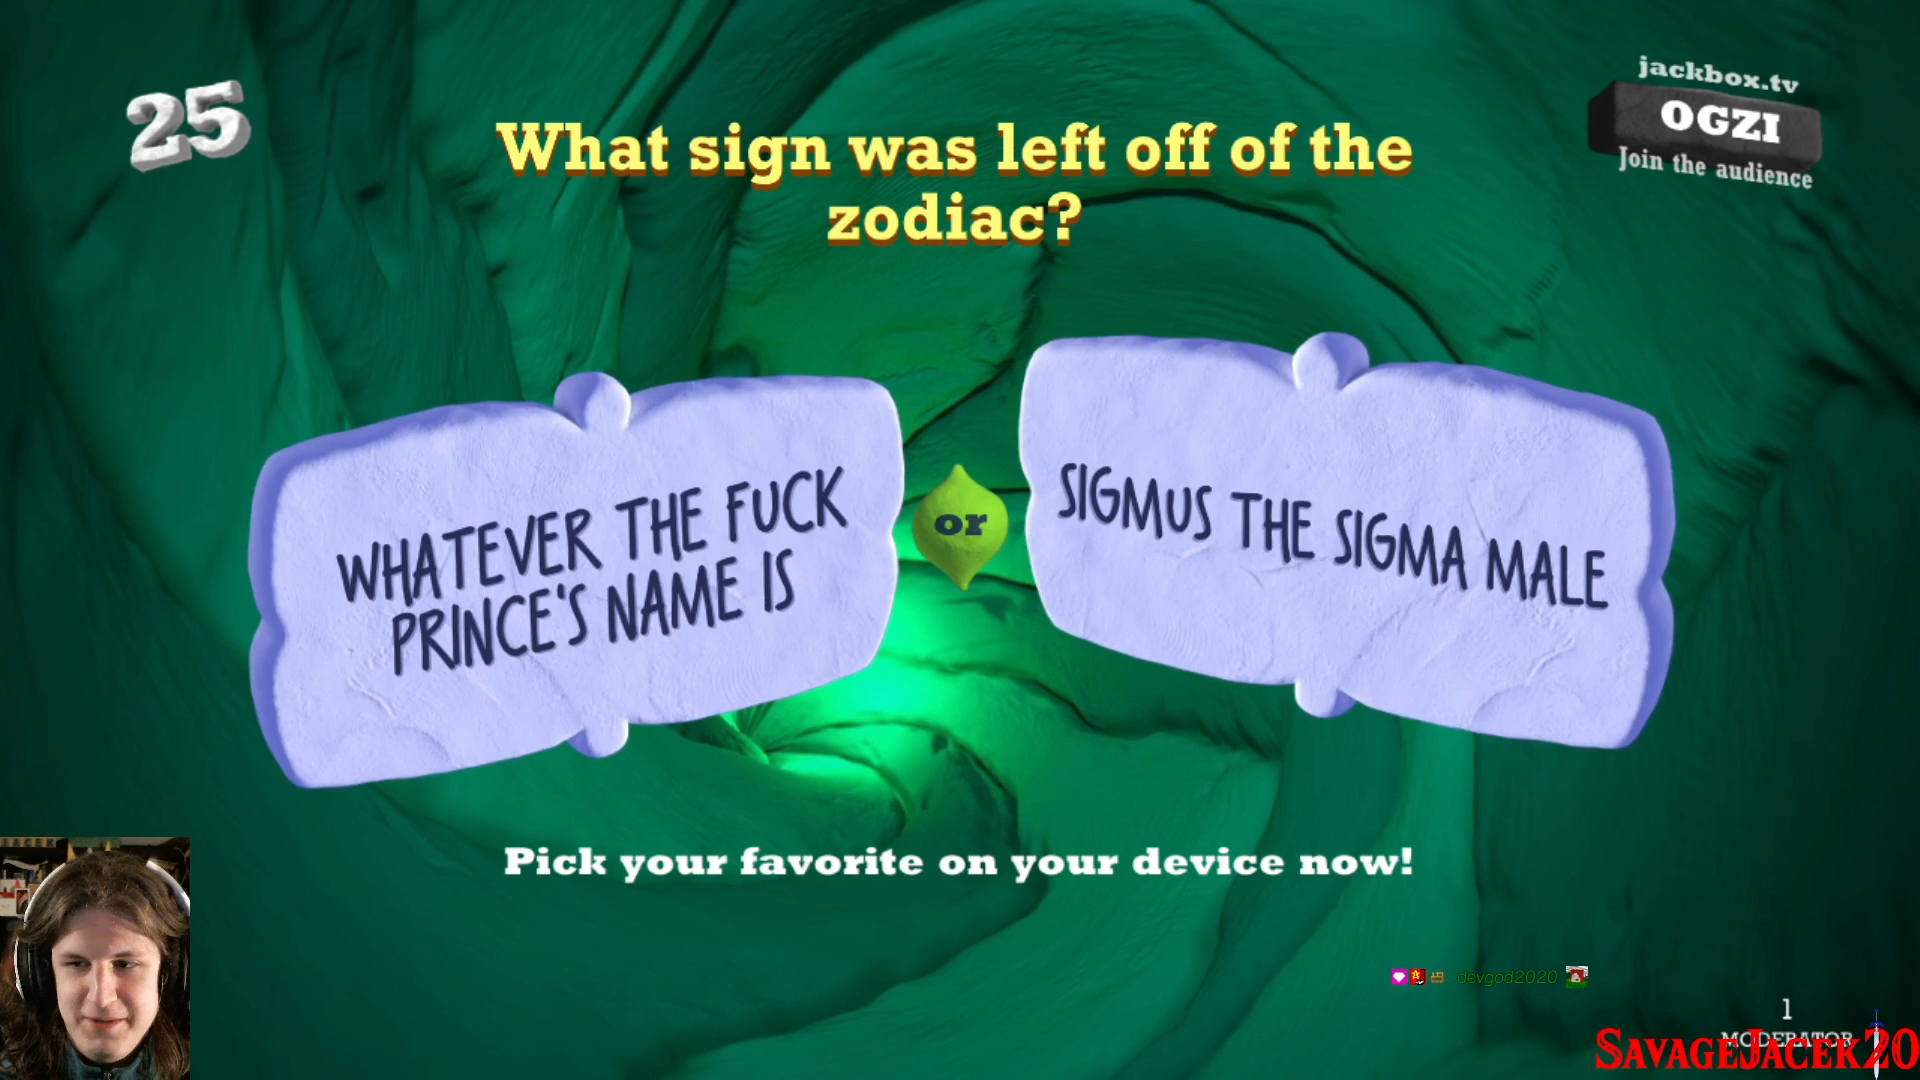 25
jackbox.tv
OGZI
Join the audience
What sign was left off of the
zodiac?
WHATEVER THE FUCK
PRINCE'S NAME IS
or
SIGMUS THE SIGMA MALE
Pick your favorite on your device now!
devgod2020
1
MODERATOR
SAVAGEJACEK20